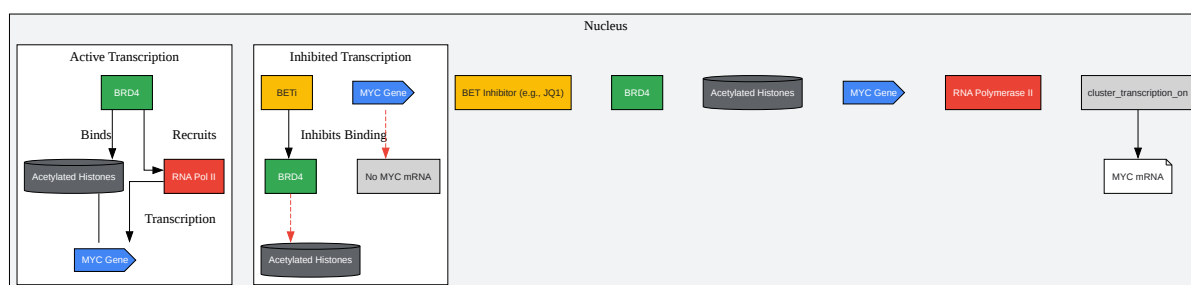 Nucleus
Active Transcription
BRD4
Binds
Recruits
Acetylated Histones
RNA Pol II
Transcription
MYC Gene
Inhibited Transcription
BETi
MYC Gene
Inhibits Binding
BRD4
No MYC mRNA
Acetylated Histones
BET Inhibitor (e.g., JQ1)
BRD4
Acetylated Histones
MYC Gene
RNA Polymerase II
cluster_transcription_on
MYC mRNA